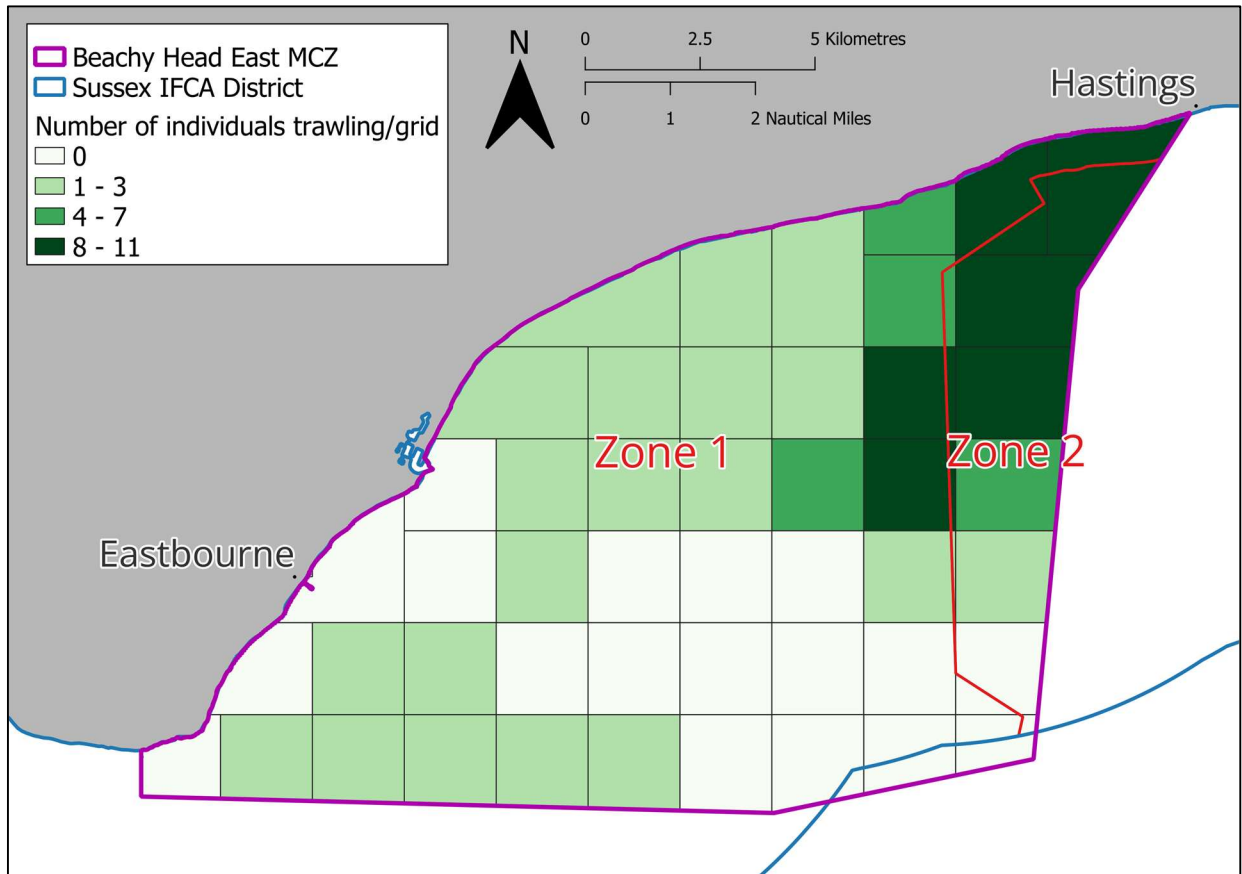 Beachy Head East MCZ
Sussex IFCA District
Number of individuals trawling/grid
0
1 - 3
4 - 7
8 - 11
N
0 2.5 5 Kilometres
0 1 2 Nautical Miles
Hastings
Zone 1
Zone 2
Eastbourne